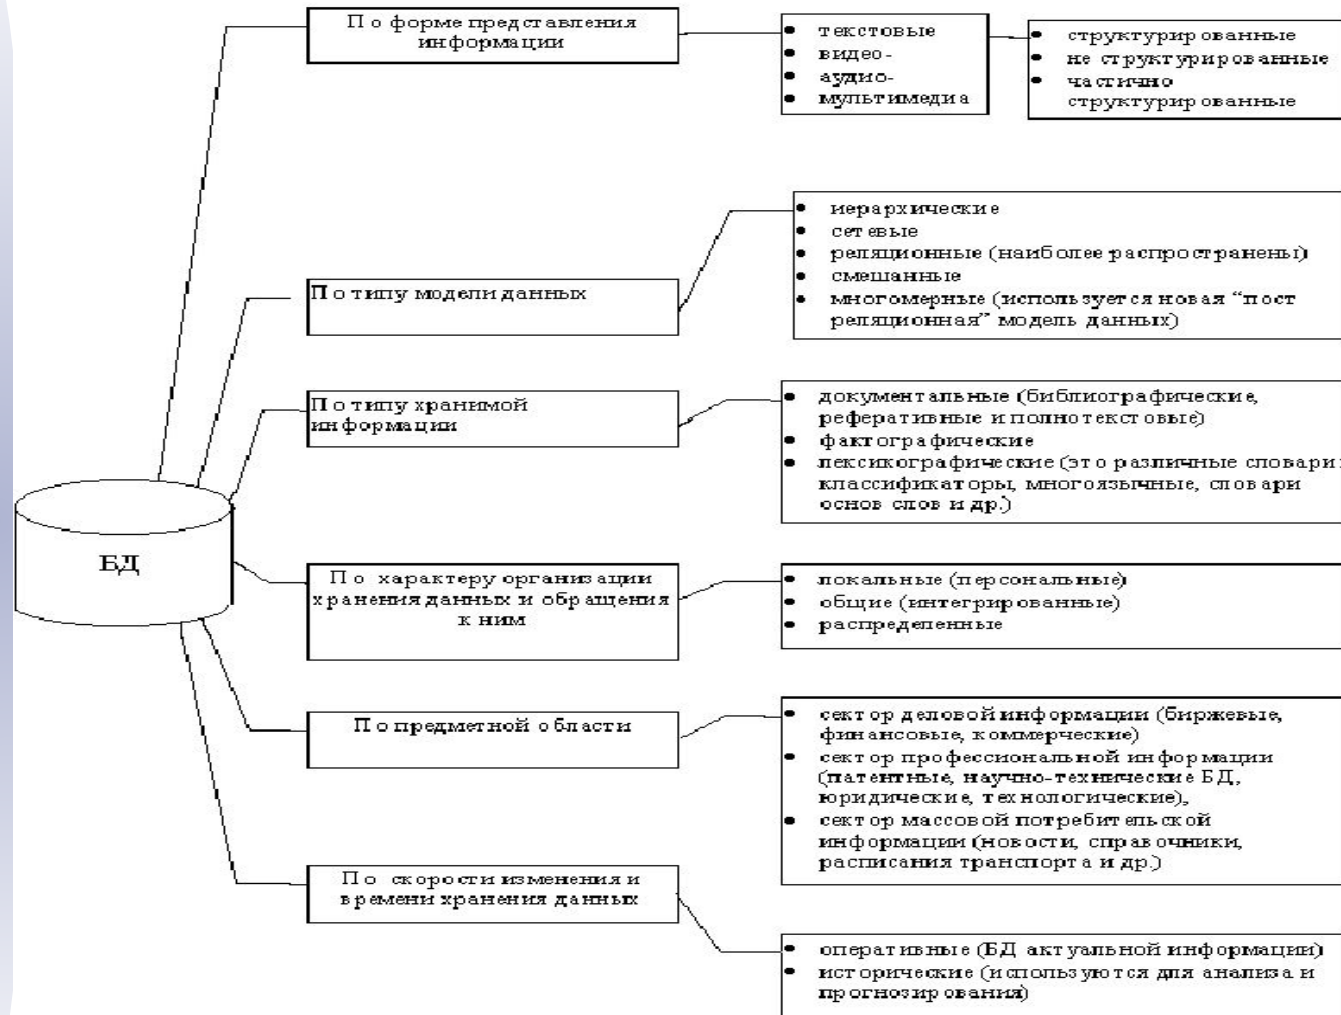 По форме представления
информации
• текстовые
• видео-
• аудио-
• мультимедиа
• структурированные
• не структурированные
• частично
структурированные
По типу модели данных
• иерархические
• сетевые
• реляционные (наиболее распространены)
• смешанные
• многомерные (используется новая “пост
реляционная” модель данных)
По типу хранимой
информации
• документальные (библиографические,
реферативные и полнотекстовые)
• фактографические
• лексикографические (это различные словари
классификаторы, многоязычные, словари
основ слов и др.)
БД
По характеру организации
хранения данных и обращения
к ним
• локальные (персональные)
• общие (интегрированные)
• распределенные
По предметной области
• сектор деловой информации (биржевые,
финансовые, коммерческие)
• сектор профессиональной информации
(патентные, научно-технические БД,
юридические, технологические),
• сектор массовой потребительской
информации (новости, справочники,
расписания транспорта и др.)
По скорости изменения и
времени хранения данных
• оперативные (БД актуальной информации)
• исторические (используются для анализа и
прогнозирования)